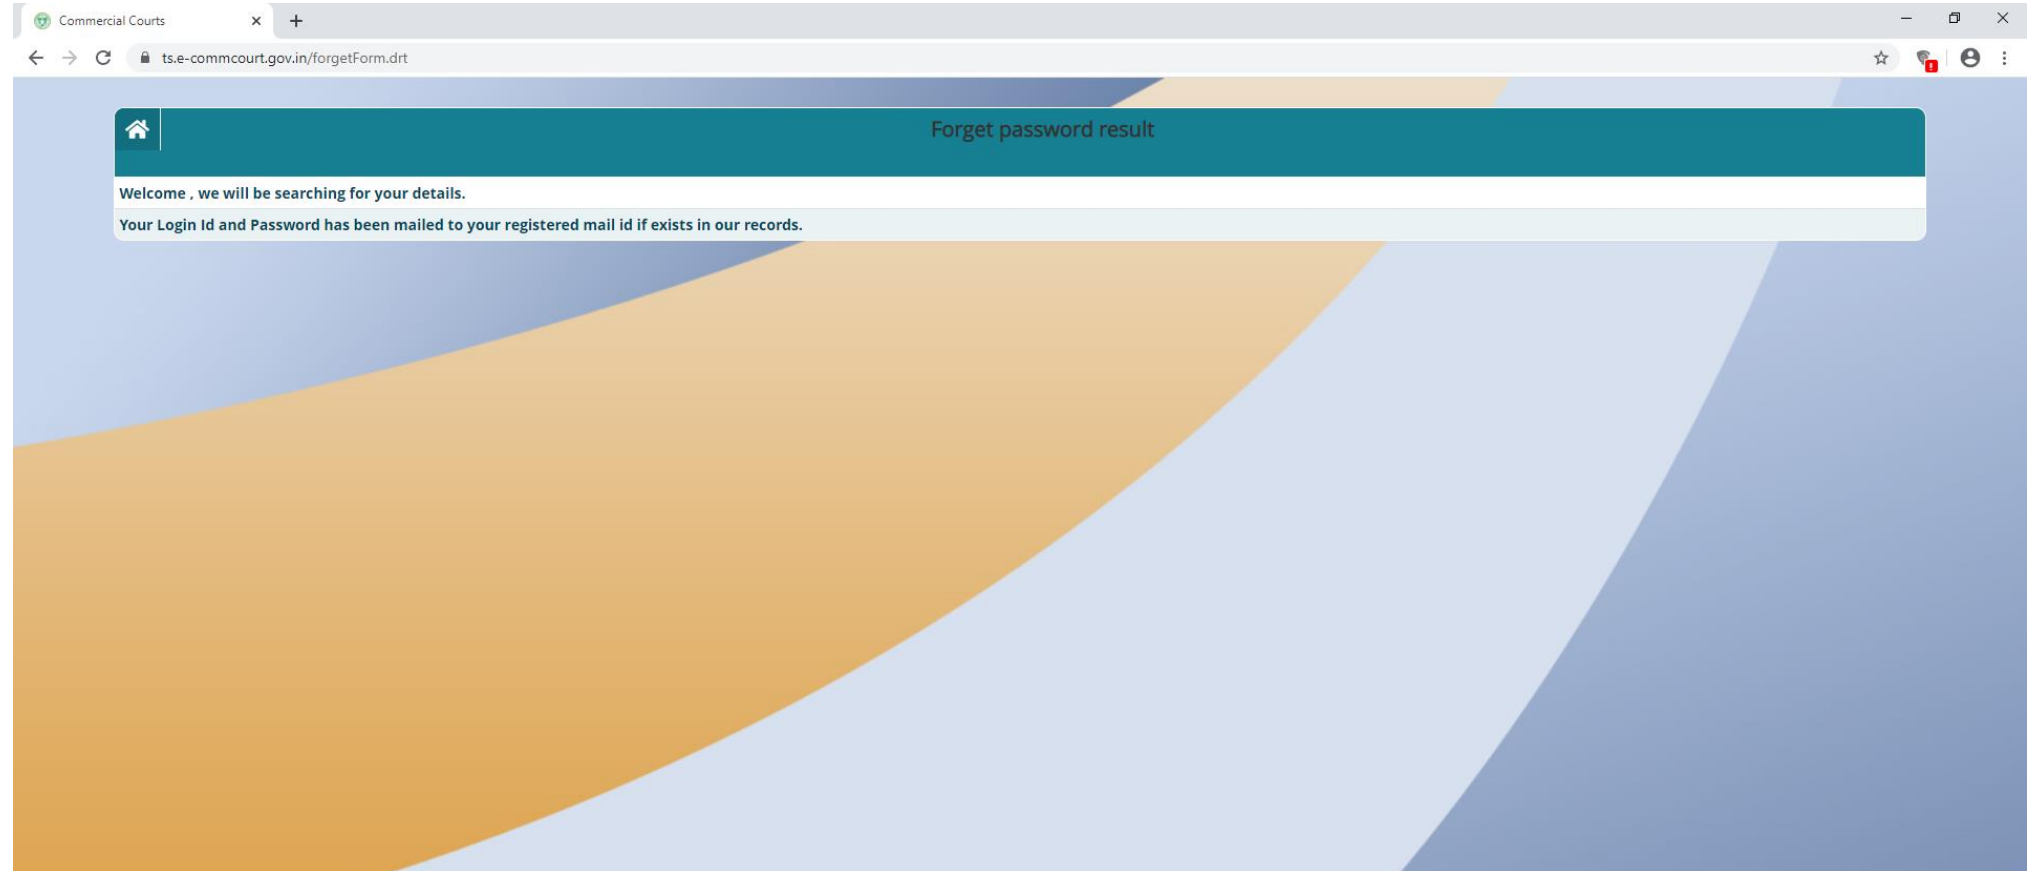 Commercial Courts
ts.e-commcourt.gov.in/forgetForm.drt
Forget password result
Welcome , we will be searching for your details.
Your Login Id and Password has been mailed to your registered mail id if exists in our records.